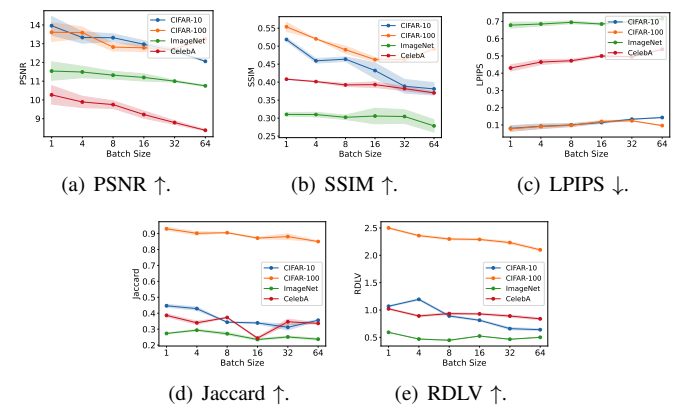 14
13
12
11
10
9
PSNR
CIFAR-10
CIFAR-100
ImageNet
CelebA
1 4 8 16 32 64
Batch Size
(a) PSNR ↑.
0.55
0.50
0.45
0.40
0.35
0.30
0.25
SSIM
CIFAR-10
CIFAR-100
ImageNet
CelebA
1 4 8 16 32 64
Batch Size
(b) SSIM ↑.
0.7
0.6
0.5
0.4
0.3
0.2
0.1
LPIPS
CIFAR-10
CIFAR-100
ImageNet
CelebA
1 4 8 16 32 64
Batch Size
(c) LPIPS ↓.
0.9
0.8
0.7
0.6
0.5
0.4
0.3
0.2
Jaccard
CIFAR-10
CIFAR-100
ImageNet
CelebA
1 4 8 16 32 64
Batch Size
(d) Jaccard ↑.
2.5
2.0
1.5
1.0
0.5
RDLV
CIFAR-10
CIFAR-100
ImageNet
CelebA
1 4 8 16 32 64
Batch Size
(e) RDLV ↑.